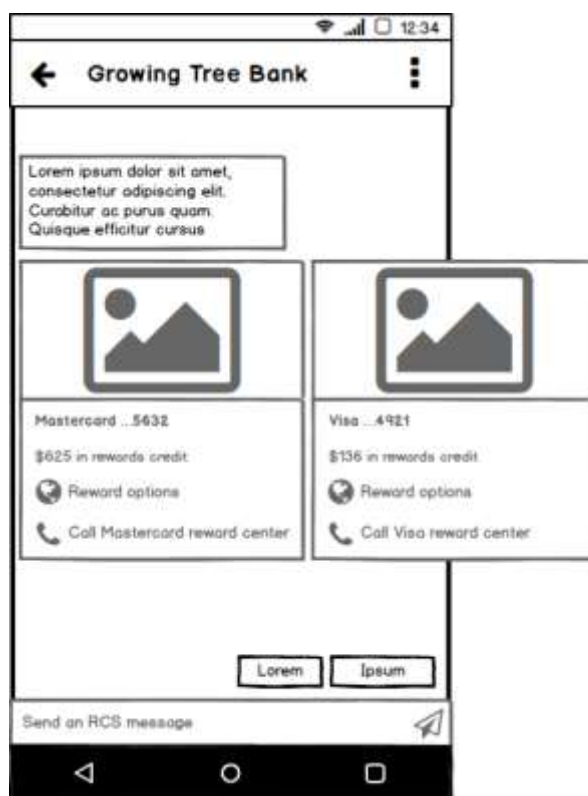 12:34
Growing Tree Bank
Lorem ipsum dolor sit amet,
consectetur adipiscing elit.
Curabitur ac purus quam.
Quisque efficitur cursus
Mastercard ...5632
$625 in rewards credit
Reward options
Call Mastercard reward center
Visa ...4921
$136 in rewards credit
Reward options
Call Visa reward center
Lorem
Ipsum
Send an RCS message